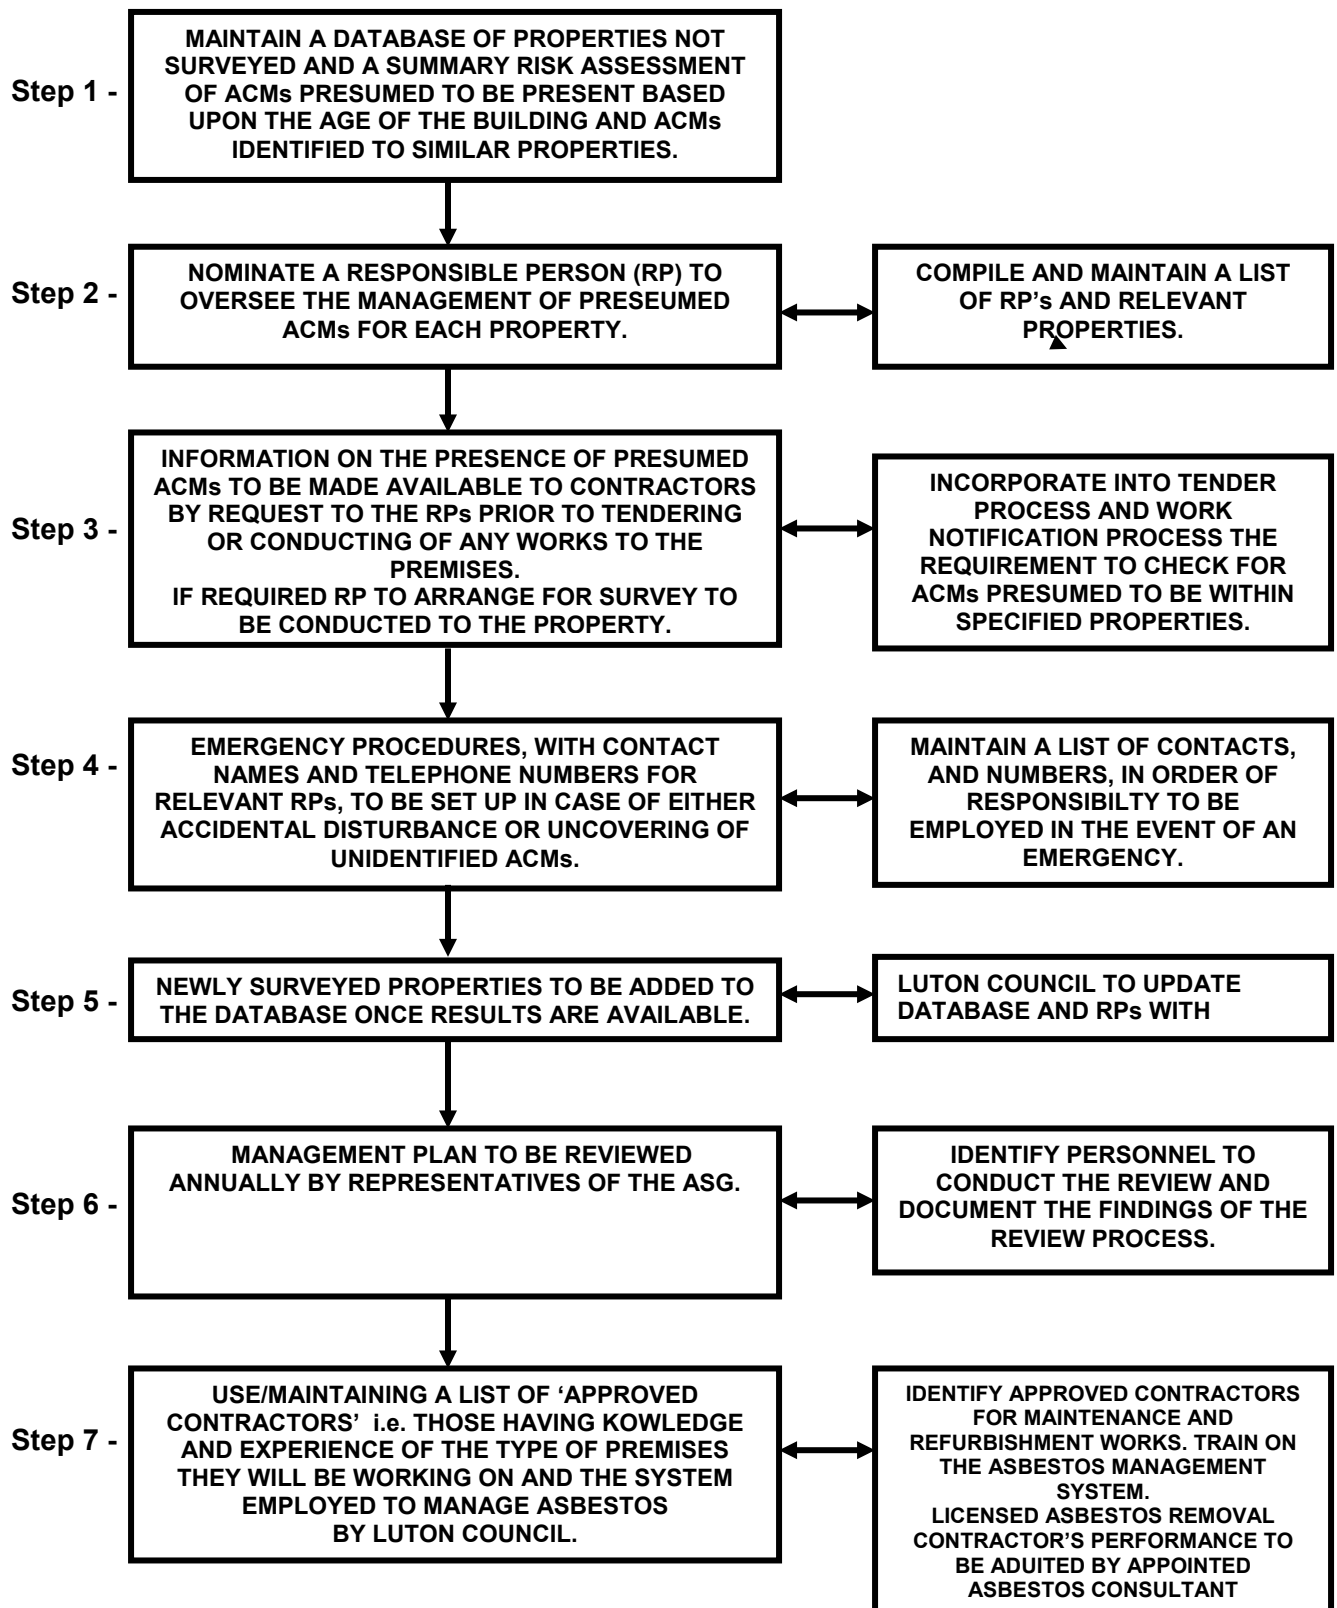 Step 1 -
MAINTAIN A DATABASE OF PROPERTIES NOT
SURVEYED AND A SUMMARY RISK ASSESSMENT
OF ACMs PRESUMED TO BE PRESENT BASED
UPON THE AGE OF THE BUILDING AND ACMs
IDENTIFIED TO SIMILAR PROPERTIES.
Step 2 -
NOMINATE A RESPONSIBLE PERSON (RP) TO
OVERSEE THE MANAGEMENT OF PRESEUMED
ACMs FOR EACH PROPERTY.
COMPILE AND MAINTAIN A LIST
OF RP’s AND RELEVANT
PROPERTIES.
Step 3 -
INFORMATION ON THE PRESENCE OF PRESUMED
ACMs TO BE MADE AVAILABLE TO CONTRACTORS
BY REQUEST TO THE RPs PRIOR TO TENDERING
OR CONDUCTING OF ANY WORKS TO THE
PREMISES.
IF REQUIRED RP TO ARRANGE FOR SURVEY TO
BE CONDUCTED TO THE PROPERTY.
INCORPORATE INTO TENDER
PROCESS AND WORK
NOTIFICATION PROCESS THE
REQUIREMENT TO CHECK FOR
ACMs PRESUMED TO BE WITHIN
SPECIFIED PROPERTIES.
Step 4 -
EMERGENCY PROCEDURES, WITH CONTACT
NAMES AND TELEPHONE NUMBERS FOR
RELEVANT RPs, TO BE SET UP IN CASE OF EITHER
ACCIDENTAL DISTURBANCE OR UNCOVERING OF
UNIDENTIFIED ACMs.
MAINTAIN A LIST OF CONTACTS,
AND NUMBERS, IN ORDER OF
RESPONSIBILTY TO BE
EMPLOYED IN THE EVENT OF AN
EMERGENCY.
Step 5 -
NEWLY SURVEYED PROPERTIES TO BE ADDED TO
THE DATABASE ONCE RESULTS ARE AVAILABLE.
LUTON COUNCIL TO UPDATE
DATABASE AND RPs WITH
Step 6 -
MANAGEMENT PLAN TO BE REVIEWED
ANNUALLY BY REPRESENTATIVES OF THE ASG.
IDENTIFY PERSONNEL TO
CONDUCT THE REVIEW AND
DOCUMENT THE FINDINGS OF THE
REVIEW PROCESS.
Step 7 -
USE/MAINTAINING A LIST OF ‘APPROVED
CONTRACTORS’ i.e. THOSE HAVING KOWLEDGE
AND EXPERIENCE OF THE TYPE OF PREMISES
THEY WILL BE WORKING ON AND THE SYSTEM
EMPLOYED TO MANAGE ASBESTOS
BY LUTON COUNCIL.
IDENTIFY APPROVED CONTRACTORS
FOR MAINTENANCE AND
REFURBISHMENT WORKS. TRAIN ON
THE ASBESTOS MANAGEMENT
SYSTEM.
LICENSED ASBESTOS REMOVAL
CONTRACTOR’S PERFORMANCE TO
BE ADUITED BY APPOINTED
ASBESTOS CONSULTANT